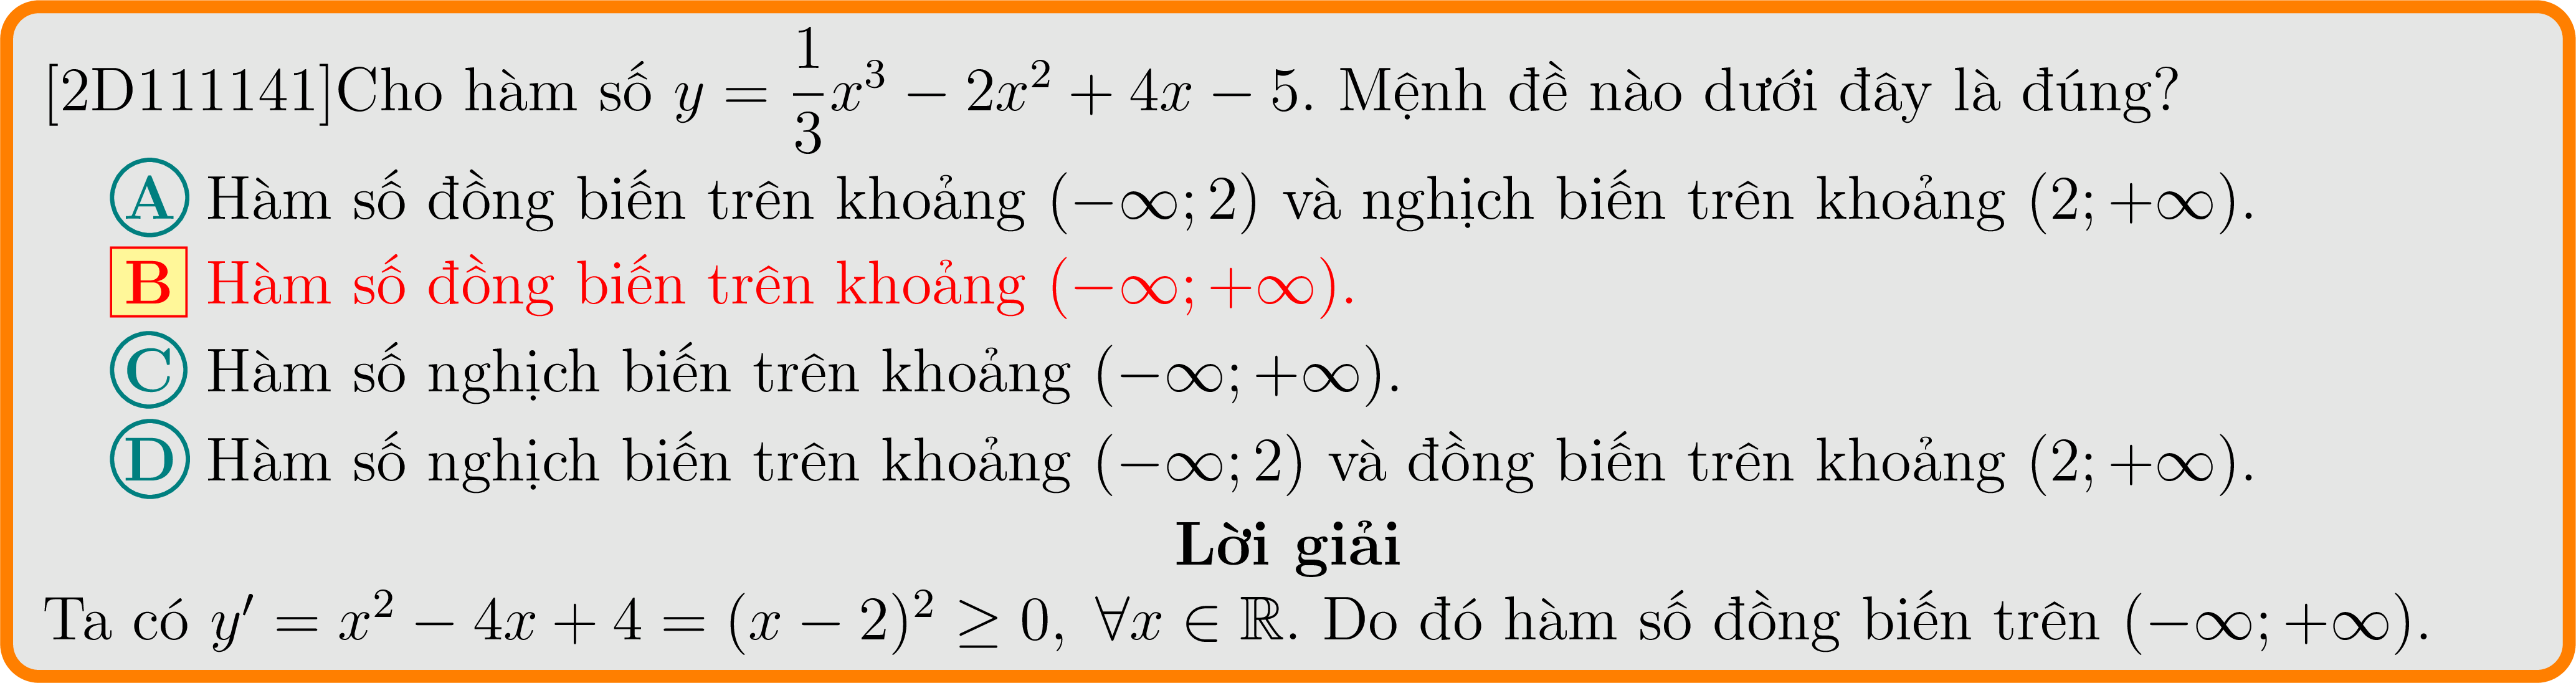 [2D111141]Cho hàm số $y = \dfrac{1}{3}x^3 - 2x^2 + 4x - 5$. Mệnh đề nào dưới đây là đúng?
A Hàm số đồng biến trên khoảng $(-\infty; 2)$ và nghịch biến trên khoảng $(2; +\infty)$.
B Hàm số đồng biến trên khoảng $(-\infty; +\infty)$.
C Hàm số nghịch biến trên khoảng $(-\infty; +\infty)$.
D Hàm số nghịch biến trên khoảng $(-\infty; 2)$ và đồng biến trên khoảng $(2; +\infty)$.
Lời giải
Ta có $y' = x^2 - 4x + 4 = (x - 2)^2 \geq 0, \ \forall x \in \mathbb{R}$. Do đó hàm số đồng biến trên $(-\infty; +\infty)$.